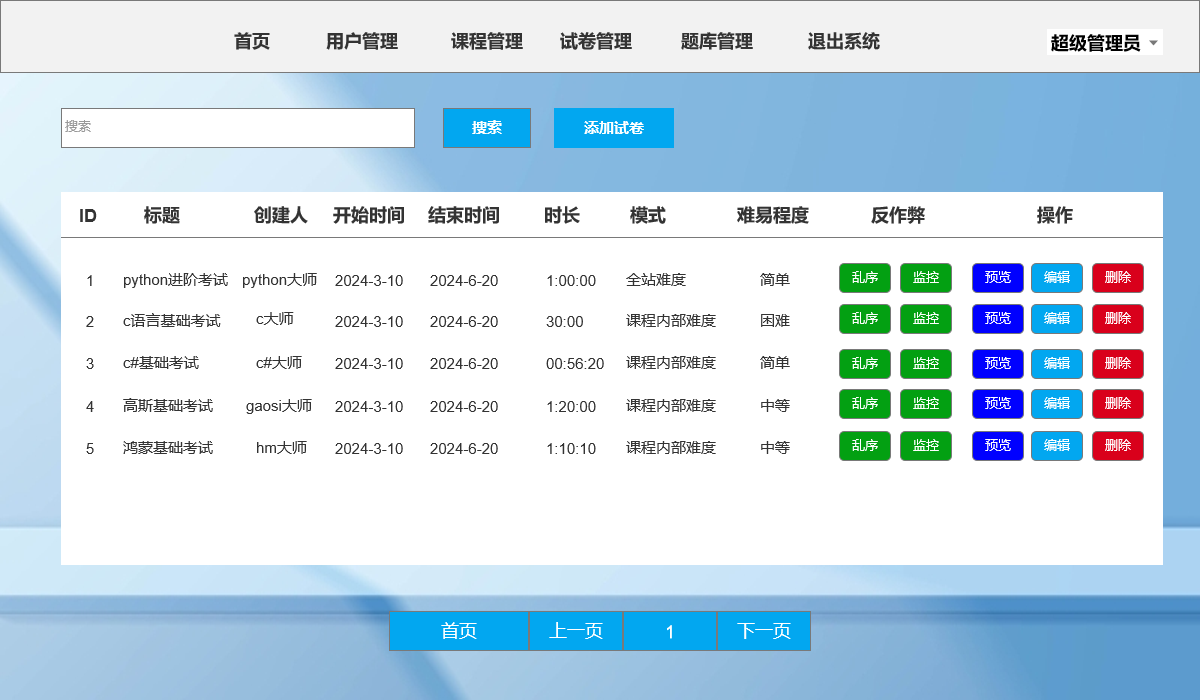 首页 用户管理 课程管理 试卷管理 题库管理 退出系统 超级管理员
搜索 搜索 添加试卷
ID 标题 创建人 开始时间 结束时间 时长 模式 难易程度 反作弊 操作
1 python进阶考试 python大师 2024-3-10 2024-6-20 1:00:00 全站难度 简单 乱序 监控 预览 编辑 删除
2 c语言基础考试 c大师 2024-3-10 2024-6-20 30:00 课程内部难度 困难 乱序 监控 预览 编辑 删除
3 c#基础考试 c#大师 2024-3-10 2024-6-20 00:56:20 课程内部难度 简单 乱序 监控 预览 编辑 删除
4 高斯基础考试 gaosi大师 2024-3-10 2024-6-20 1:20:00 课程内部难度 中等 乱序 监控 预览 编辑 删除
5 鸿蒙基础考试 hm大师 2024-3-10 2024-6-20 1:10:10 课程内部难度 中等 乱序 监控 预览 编辑 删除
首页 上一页 1 下一页